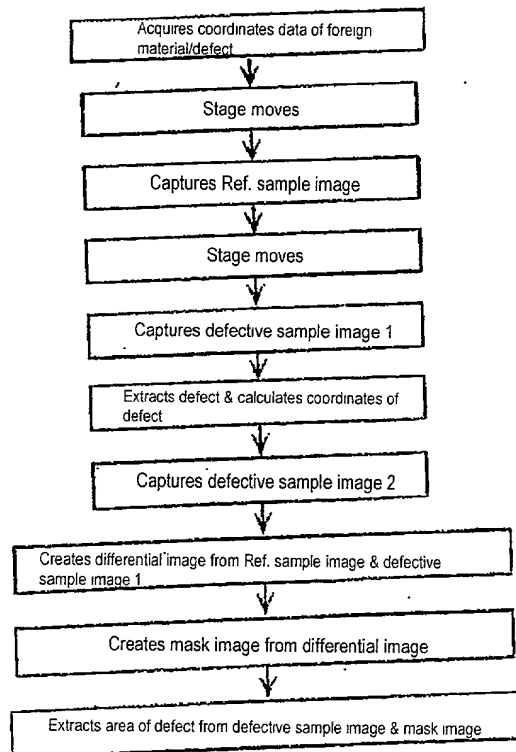 Acquires coordinates data of foreign
material/defect
Stage moves
Captures Ref. sample image
Stage moves
Captures defective sample image 1
Extracts defect & calculates coordinates of
defect
Captures defective sample image 2
Creates differential image from Ref. sample image & defective
sample image 1
Creates mask image from differential image
Extracts area of defect from defective sample image & mask image